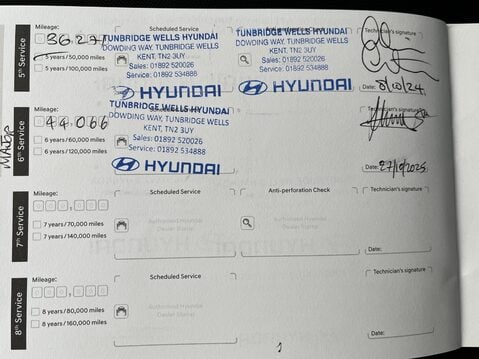 5th Service
Mileage:
36277
5 years/50,000 miles
5 years/100,000 miles
Scheduled Service
TUNBRIDGE WELLS HYUNDAI
DOWDING WAY, TUNBRIDGE WELLS
KENT, TN2 3UY
Sales: 01892 520026
Service: 01892 534888
HYUNDAI
TUNBRIDGE WELLS HYUNDAI
DOWDING WAY, TUNBRIDGE WELLS
KENT, TN2 3UY
Sales: 01892 520026
Service: 01892 534888
HYUNDAI
Technician's signature
Date: 8/10/24
MAJOR
6th Service
Mileage:
44066
6 years/60,000 miles
6 years/120,000 miles
TUNBRIDGE WELLS HYUNDAI
DOWDING WAY, TUNBRIDGE WELLS
KENT, TN2 3UY
Sales: 01892 520026
Service: 01892 534888
HYUNDAI
Technician's signature
Date: 27/10/2025
7th Service
Mileage:
7 years/70,000 miles
7 years/140,000 miles
Scheduled Service
Authorised Hyundai
Dealer Stamp
Anti-perforation Check
Authorised Hyundai
Dealer Stamp
Technician's signature
Date:
8th Service
Mileage:
8 years/80,000 miles
8 years/160,000 miles
Scheduled Service
Authorised Hyundai
Dealer Stamp
Technician's signature
Date: